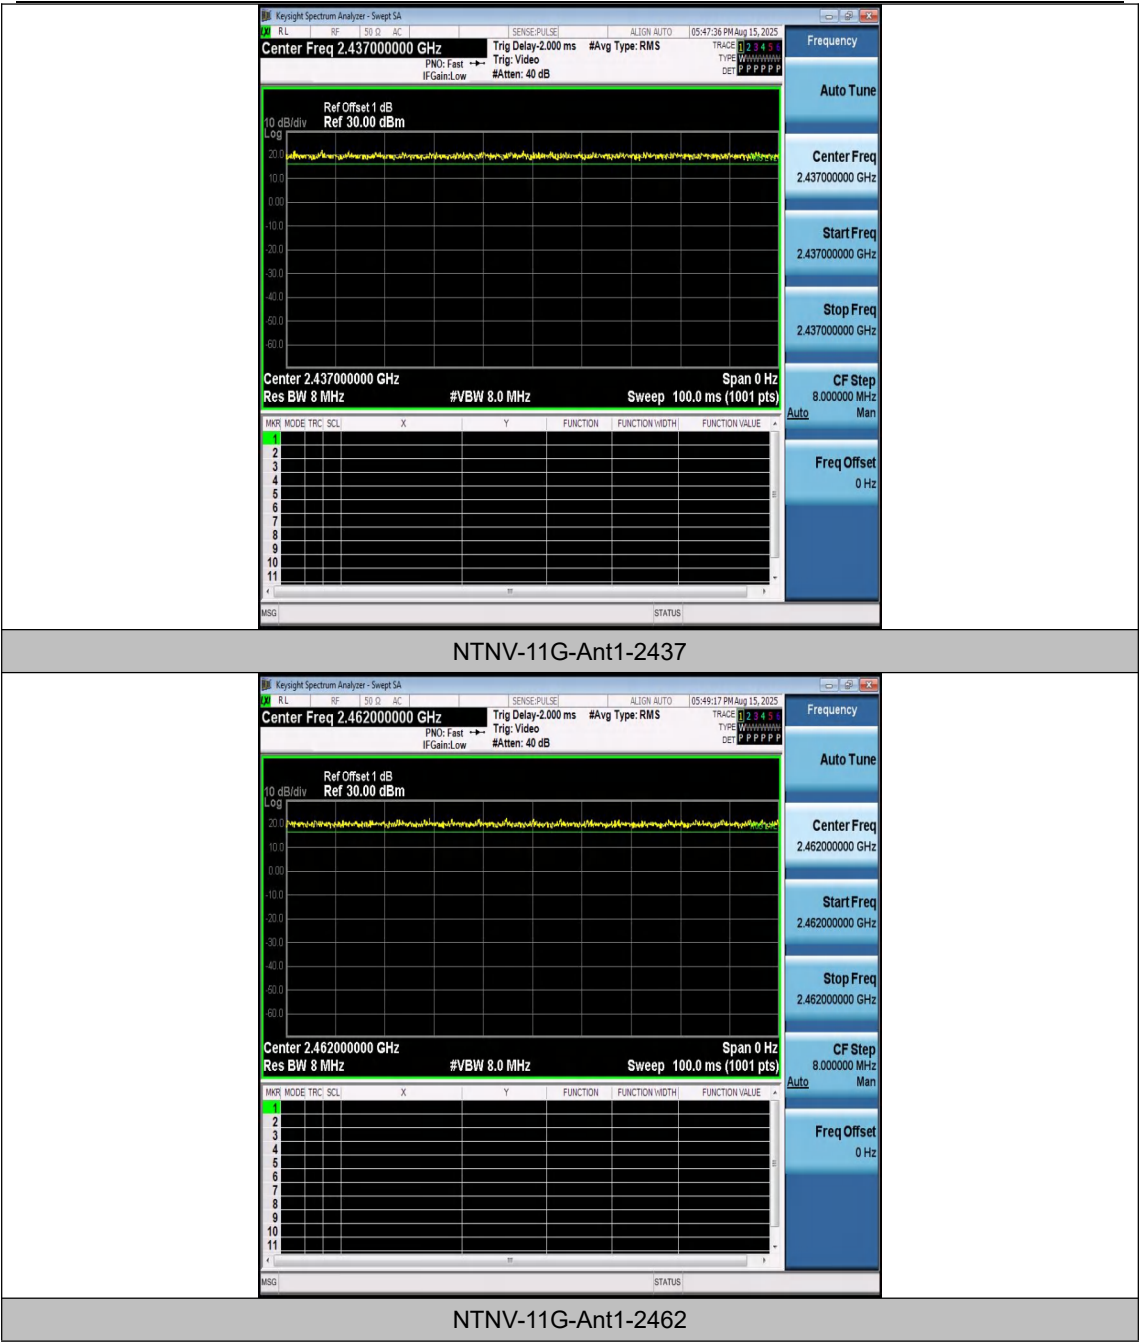 Keysight Spectrum Analyzer - Swept SA
RL RF 50 Ω AC SENSE:PULSE ALIGN AUTO 05:47:36 PM Aug 15, 2025
Center Freq 2.437000000 GHz
Trig Delay-2.000 ms #Avg Type: RMS
PNO: Fast Trig: Video
IFGain:Low #Atten: 40 dB
TRACE 1 2 3 4 5 6
TYPE WWWWWW
DET P P P P P P
Frequency
Auto Tune
Ref Offset 1 dB
10 dB/div Ref 30.00 dBm
Log
20.0
10.0
0.00
-10.0
-20.0
-30.0
-40.0
-50.0
-60.0
Center Freq
2.437000000 GHz
Start Freq
2.437000000 GHz
Stop Freq
2.437000000 GHz
Center 2.437000000 GHz Span 0 Hz
Res BW 8 MHz #VBW 8.0 MHz Sweep 100.0 ms (1001 pts)
CF Step
8.000000 MHz
Auto Man
MKR MODE TRC SCL X Y FUNCTION FUNCTION WIDTH FUNCTION VALUE
1
2
3
4
5
6
7
8
9
10
11
Freq Offset
0 Hz
MSG STATUS
NTNV-11G-Ant1-2437
Keysight Spectrum Analyzer - Swept SA
RL RF 50 Ω AC SENSE:PULSE ALIGN AUTO 05:49:17 PM Aug 15, 2025
Center Freq 2.462000000 GHz
Trig Delay-2.000 ms #Avg Type: RMS
PNO: Fast Trig: Video
IFGain:Low #Atten: 40 dB
TRACE 1 2 3 4 5 6
TYPE WWWWWW
DET P P P P P P
Frequency
Auto Tune
Ref Offset 1 dB
10 dB/div Ref 30.00 dBm
Log
20.0
10.0
0.00
-10.0
-20.0
-30.0
-40.0
-50.0
-60.0
Center Freq
2.462000000 GHz
Start Freq
2.462000000 GHz
Stop Freq
2.462000000 GHz
Center 2.462000000 GHz Span 0 Hz
Res BW 8 MHz #VBW 8.0 MHz Sweep 100.0 ms (1001 pts)
CF Step
8.000000 MHz
Auto Man
MKR MODE TRC SCL X Y FUNCTION FUNCTION WIDTH FUNCTION VALUE
1
2
3
4
5
6
7
8
9
10
11
Freq Offset
0 Hz
MSG STATUS
NTNV-11G-Ant1-2462